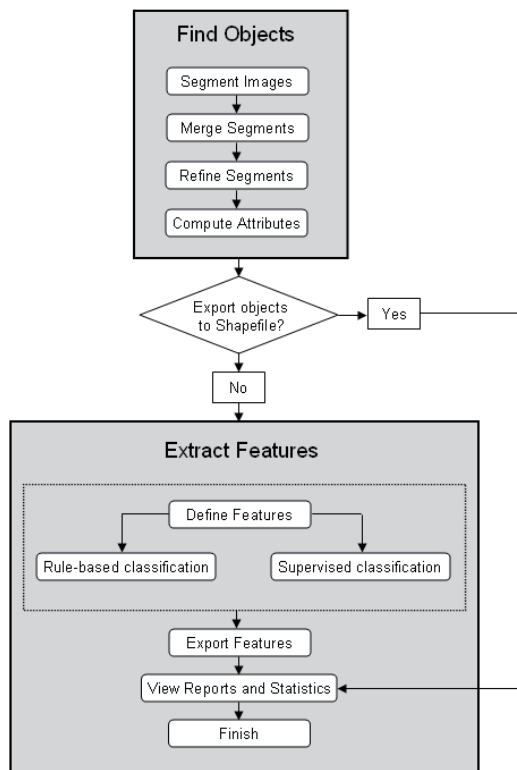 Find Objects
Segment Images
Merge Segments
Refine Segments
Compute Attributes
Export objects
to Shapefile?
Yes
No
Extract Features
Define Features
Rule-based classification
Supervised classification
Export Features
View Reports and Statistics
Finish